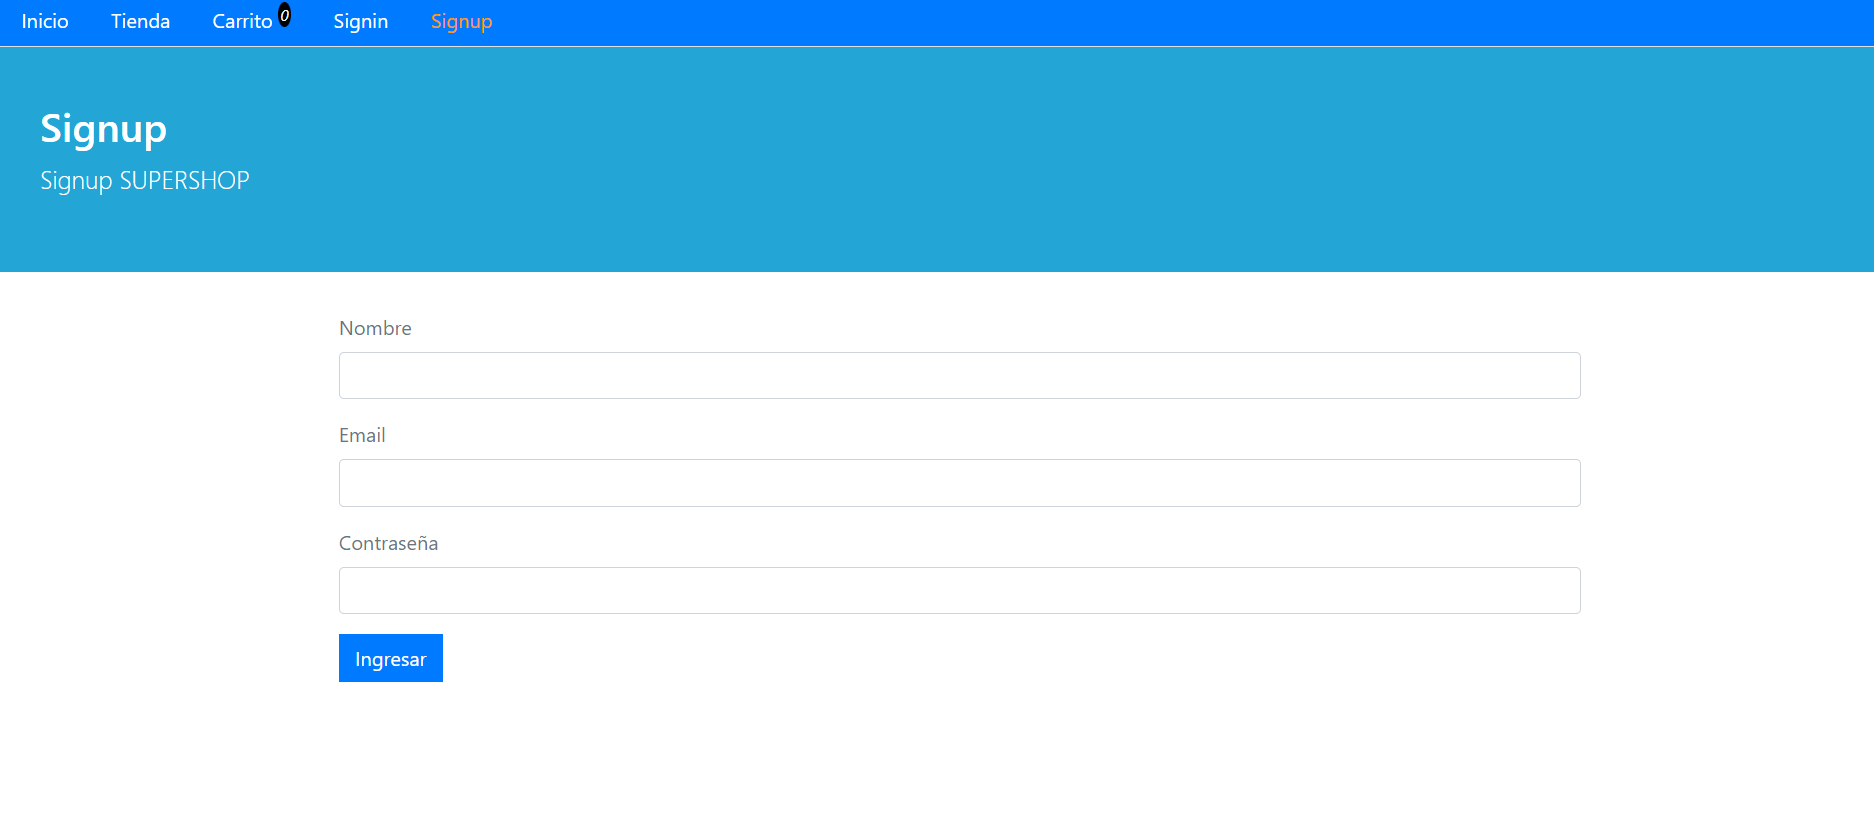 Inicio Tienda Carrito 0 Signin Signup
Signup
Signup SUPERSHOP
Nombre
Email
Contraseña
Ingresar